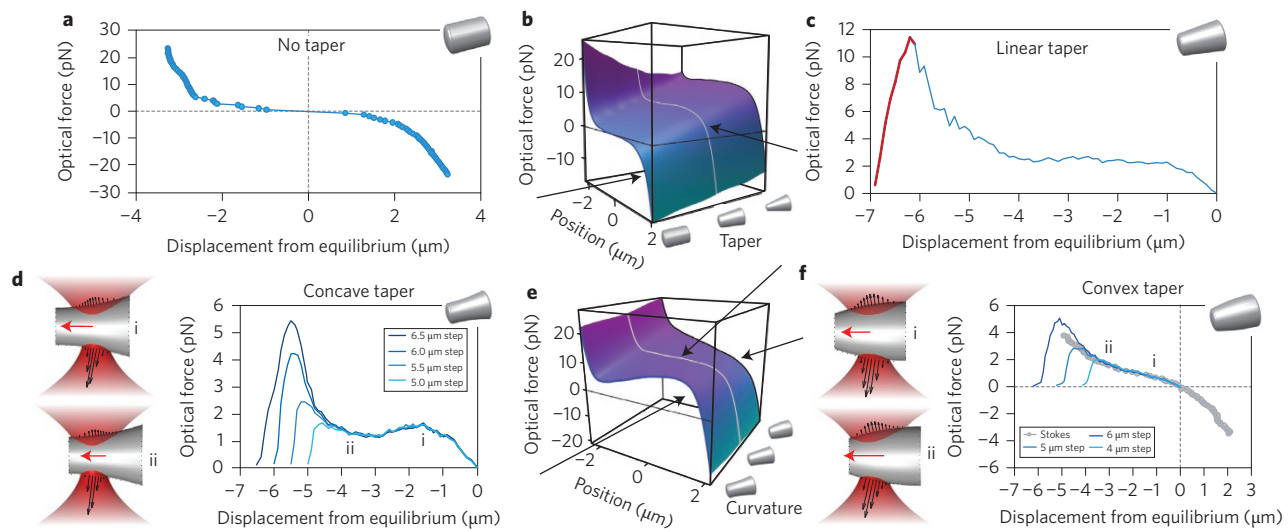 a
No taper
Optical force (pN)
30
20
10
0
−10
−20
−30
−4
−2
0
2
4
Displacement from equilibrium (μm)
b
Optical force (pN)
20
10
0
−10
−2
0
2
Position (μm)
Taper
c
Linear taper
Optical force (pN)
12
10
8
6
4
2
0
−7
−6
−5
−4
−3
−2
−1
0
Displacement from equilibrium (μm)
d
i
ii
Concave taper
Optical force (pN)
6
5
4
3
2
1
0
6.5 μm step
6.0 μm step
5.5 μm step
5.0 μm step
ii
i
−7
−6
−5
−4
−3
−2
−1
0
Displacement from equilibrium (μm)
e
Optical force (pN)
20
10
0
−10
−20
−2
0
2
Position (μm)
Curvature
f
i
ii
Convex taper
Optical force (pN)
6
4
2
0
−2
−4
−6
ii
i
Stokes
5 μm step
6 μm step
4 μm step
−7
−6
−5
−4
−3
−2
−1
0
1
2
3
Displacement from equilibrium (μm)